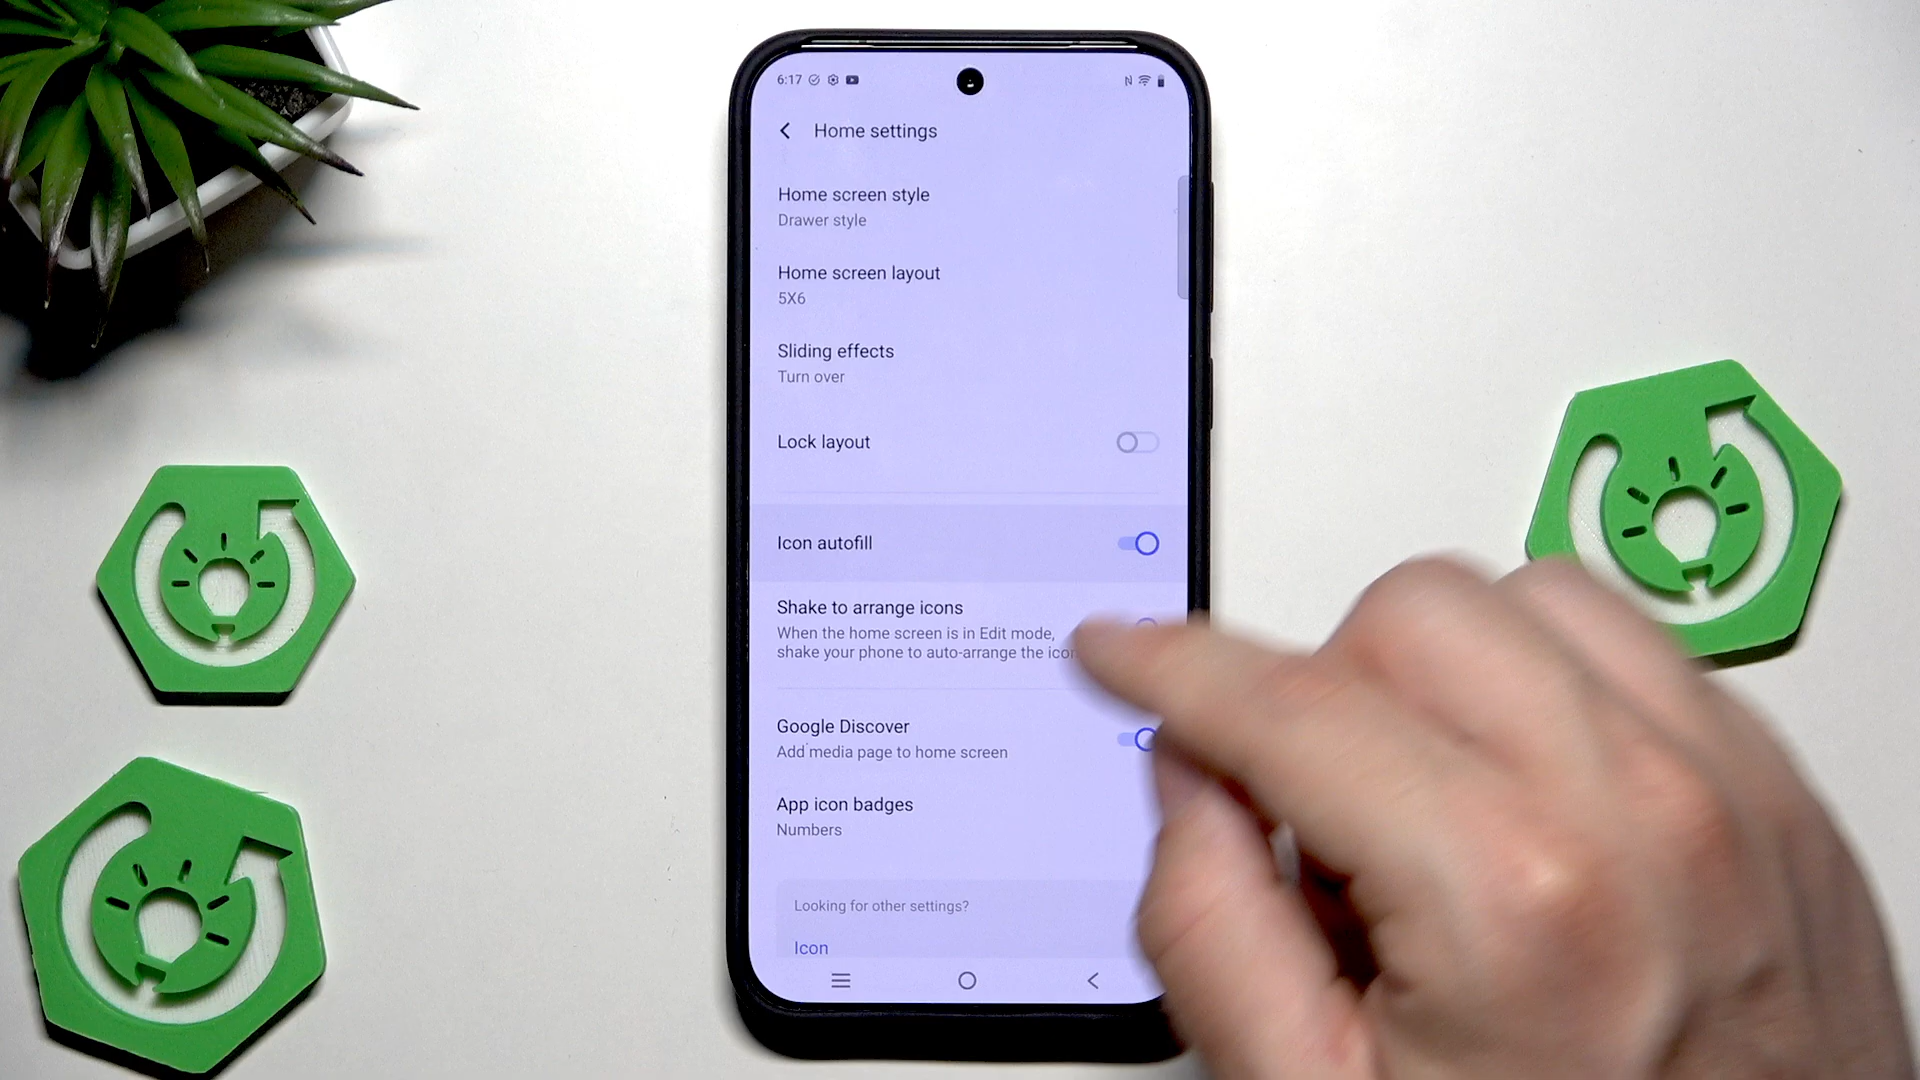 6:17
Home settings
Home screen style
Drawer style
Home screen layout
5X6
Sliding effects
Turn over
Lock layout
Icon autofill
Shake to arrange icons
When the home screen is in Edit mode,
shake your phone to auto-arrange the
Google Discover
Add media page to home screen
App icon badges
Numbers
Looking for other settings?
Icon